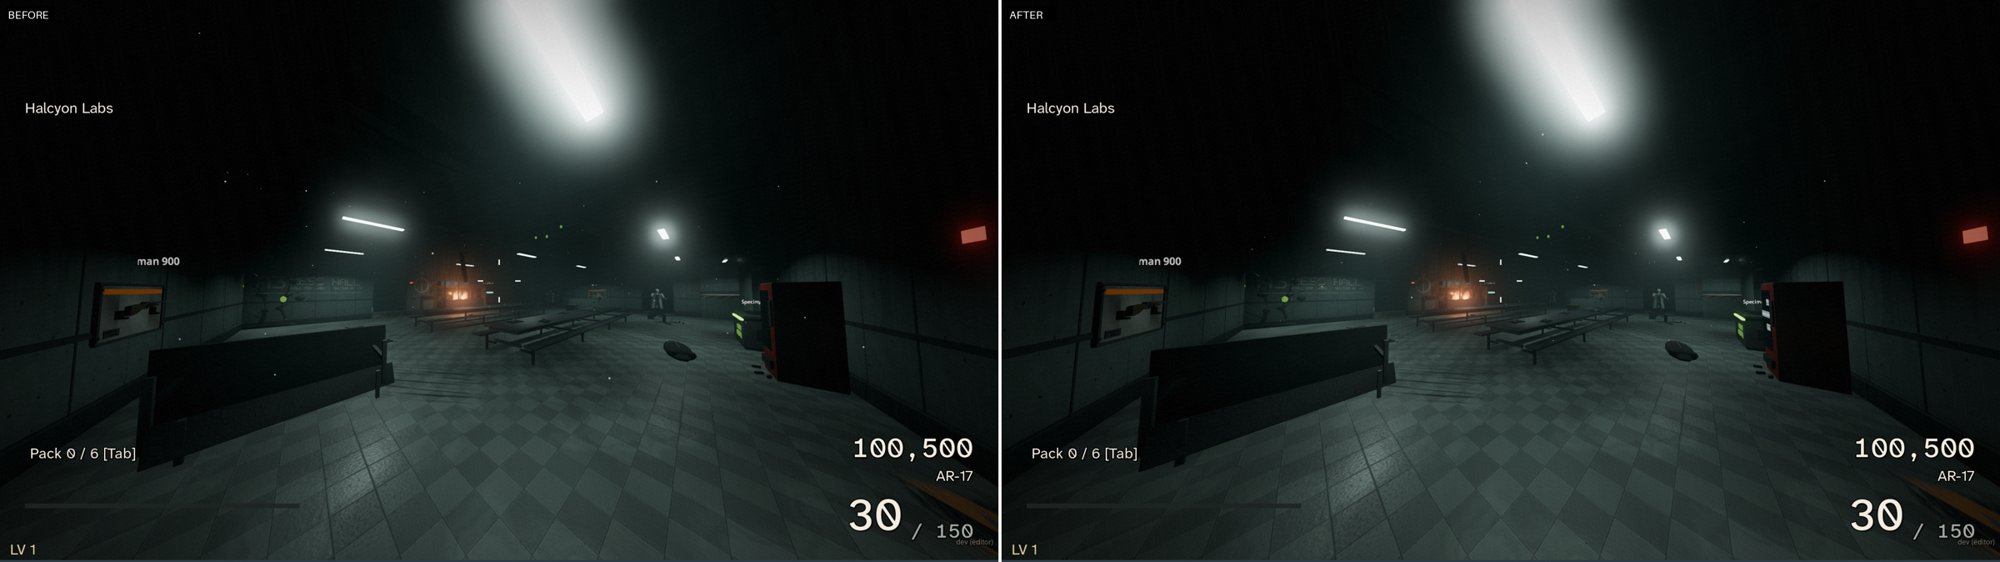 BEFORE
Halcyon Labs
man 900
Specim
Pack 0 / 6 [Tab]
100,500
AR-17
30 / 150
dev (editor)
LV 1
AFTER
Halcyon Labs
man 900
Specim
Pack 0 / 6 [Tab]
100,500
AR-17
30 / 150
dev (editor)
LV 1